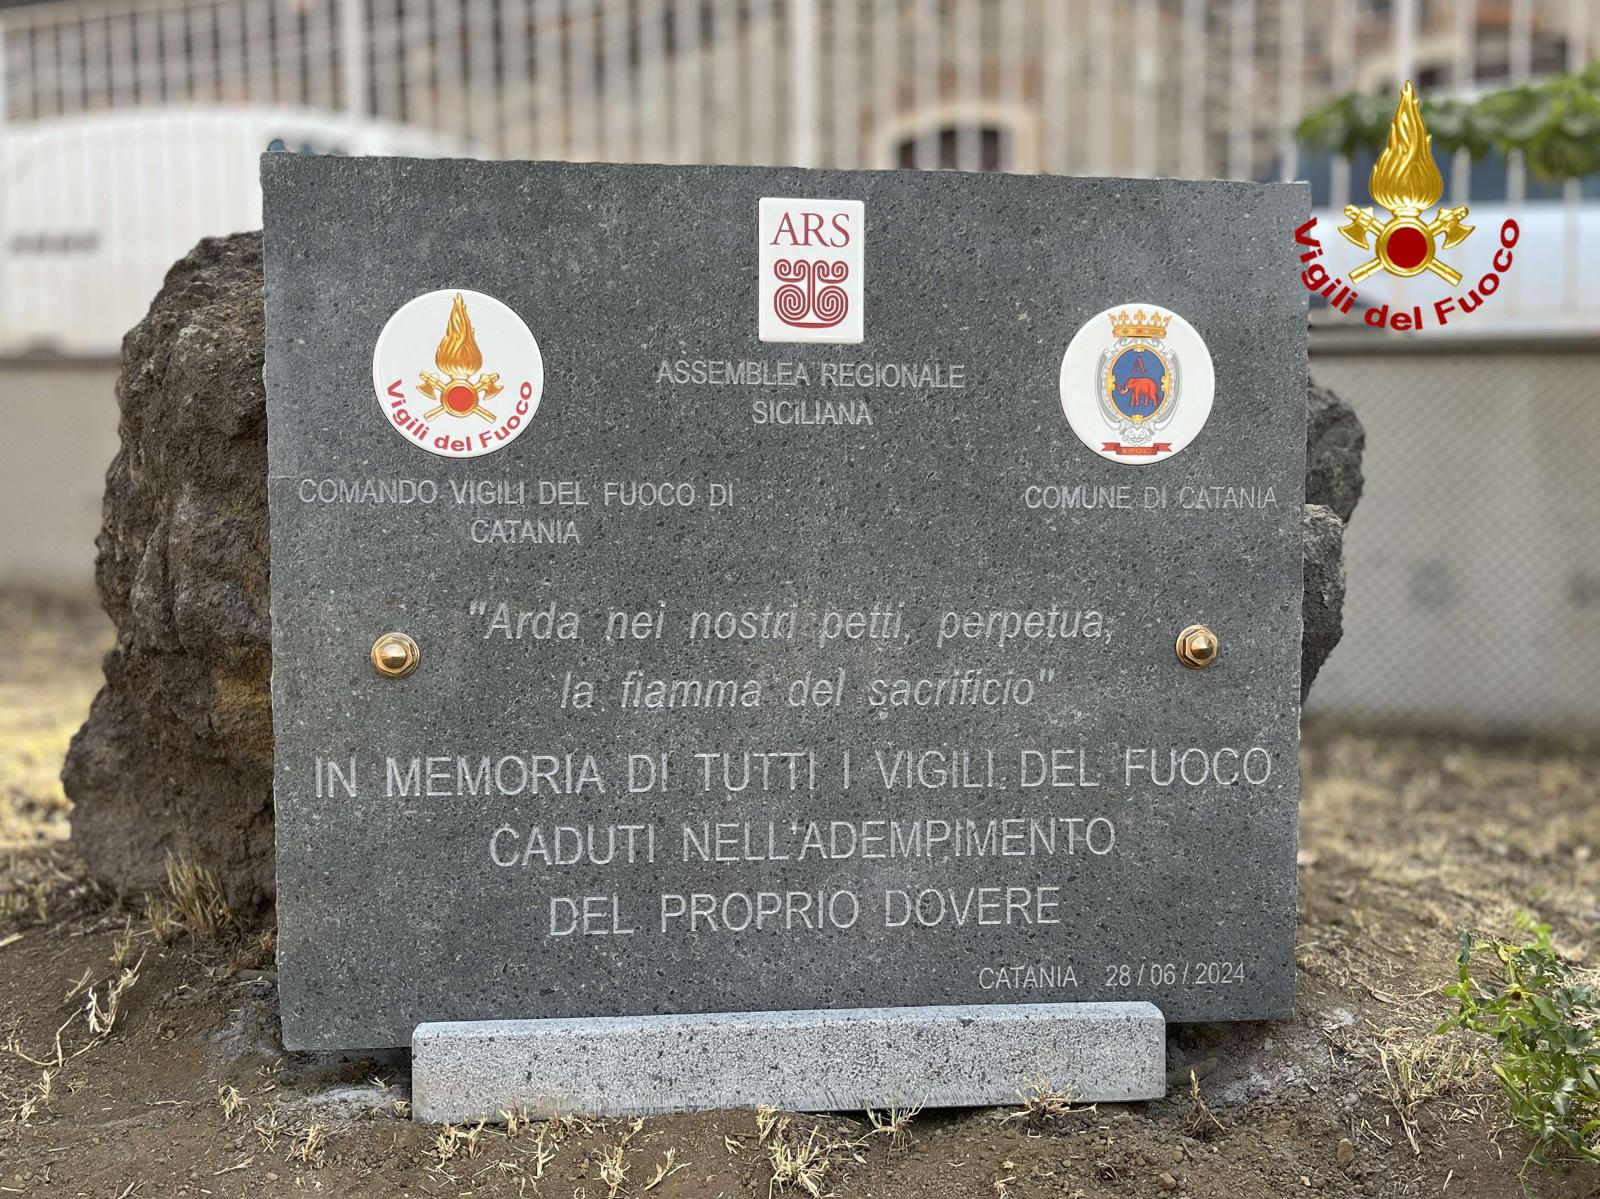 ARS
Vigili del Fuoco
Vigili del Fuoco
A
S.P.Q.C.
ASSEMBLEA REGIONALE
SICILIANA
COMANDO VIGILI DEL FUOCO DI
CATANIA
COMUNE DI CATANIA
"Arda nei nostri petti, perpetua,
la fiamma del sacrificio"
IN MEMORIA DI TUTTI I VIGILI DEL FUOCO
CADUTI NELL'ADEMPIMENTO
DEL PROPRIO DOVERE
CATANIA 28/06/2024